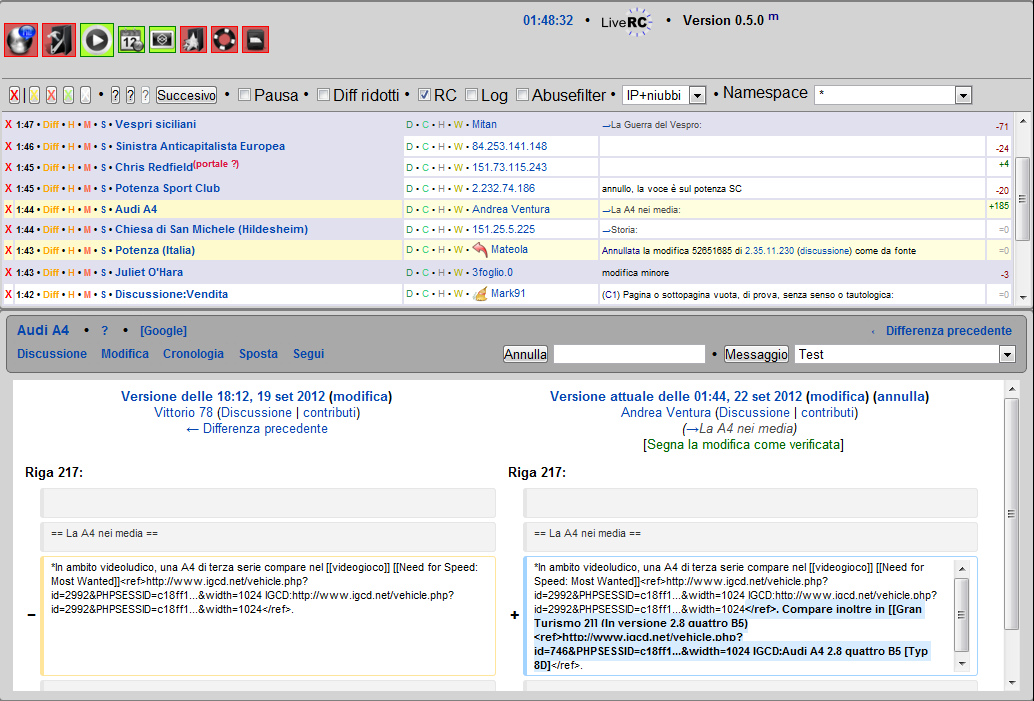 01:48:32 • LiveRC • Version 0.5.0 m
12
X | X X • ? ? ? Successivo • Pausa • Diff ridotti • RC Log Abusefilter • IP+niubbi • Namespace *
X 1:47 • Diff • H • M • S • Vespri siciliani D • C • H • W • Mitan →La Guerra del Vespro: -71
X 1:46 • Diff • H • M • S • Sinistra Anticapitalista Europea D • C • H • W • 84.253.141.148 -24
X 1:45 • Diff • H • M • S • Chris Redfield(portale ?) D • C • H • W • 151.73.115.243 +4
X 1:45 • Diff • H • M • S • Potenza Sport Club D • C • H • W • 2.232.74.186 annullo, la voce è sul potenza SC -20
X 1:44 • Diff • H • M • S • Audi A4 D • C • H • W • Andrea Ventura →La A4 nei media: +185
X 1:44 • Diff • H • M • S • Chiesa di San Michele (Hildesheim) D • C • H • W • 151.25.5.225 →Storia: =0
X 1:43 • Diff • H • M • S • Potenza (Italia) D • C • H • W • Mateola Annullata la modifica 52651685 di 2.35.11.230 (discussione) come da fonte =0
X 1:43 • Diff • H • M • S • Juliet O'Hara D • C • H • W • 3foglio.0 modifica minore -3
X 1:42 • Diff • H • M • S • Discussione:Vendita D • C • H • W • Mark91 (C1) Pagina o sottopagina vuota, di prova, senza senso o tautologica: =0
Audi A4 • ? • [Google] ← Differenza precedente
Discussione Modifica Cronologia Sposta Segui Annulla • Messaggio Test
Versione delle 18:12, 19 set 2012 (modifica)
Vittorio 78 (Discussione | contributi)
← Differenza precedente
Versione attuale delle 01:44, 22 set 2012 (modifica) (annulla)
Andrea Ventura (Discussione | contributi)
(→La A4 nei media)
[Segna la modifica come verificata]
Riga 217: Riga 217:
== La A4 nei media == == La A4 nei media ==
−
*In ambito videoludico, una A4 di terza serie compare nel [[videogioco]] [[Need for Speed:
Most Wanted]]<ref>http://www.igcd.net/vehicle.php?
id=2992&PHPSESSID=c18ff1...&width=1024 IGCD:http://www.igcd.net/vehicle.php?
id=2992&PHPSESSID=c18ff1...&width=1024</ref>.
+
*In ambito videoludico, una A4 di terza serie compare nel [[videogioco]] [[Need for
Speed: Most Wanted]]<ref>http://www.igcd.net/vehicle.php?
id=2992&PHPSESSID=c18ff1...&width=1024 IGCD:http://www.igcd.net/vehicle.php?
id=2992&PHPSESSID=c18ff1...&width=1024</ref>. Compare inoltre in [[Gran
Turismo 2]] (In versione 2.8 quattro B5)
<ref>http://www.igcd.net/vehicle.php?
id=746&PHPSESSID=c18ff1...&width=1024 IGCD:Audi A4 2.8 quattro B5 [Typ
8D]</ref>.